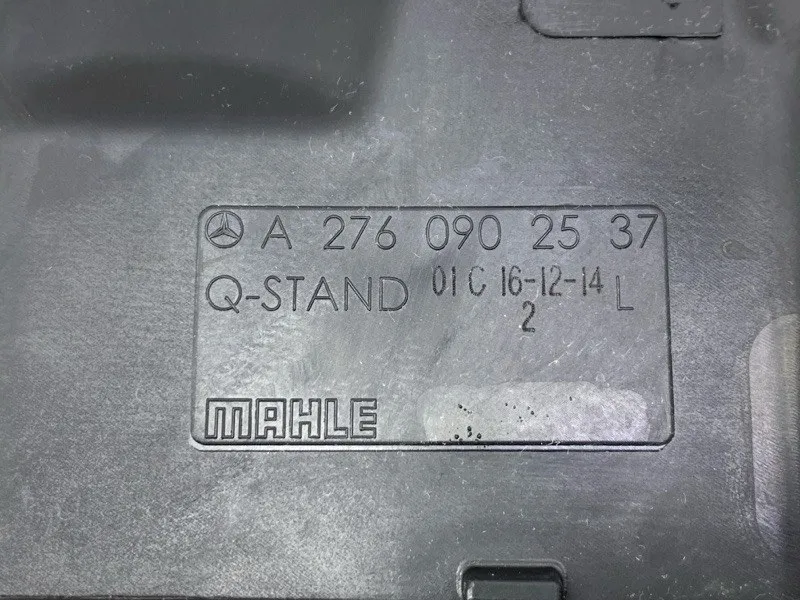 A 276 090 25 37
Q-STAND 01 C 16-12-14 L
2
MAHLE